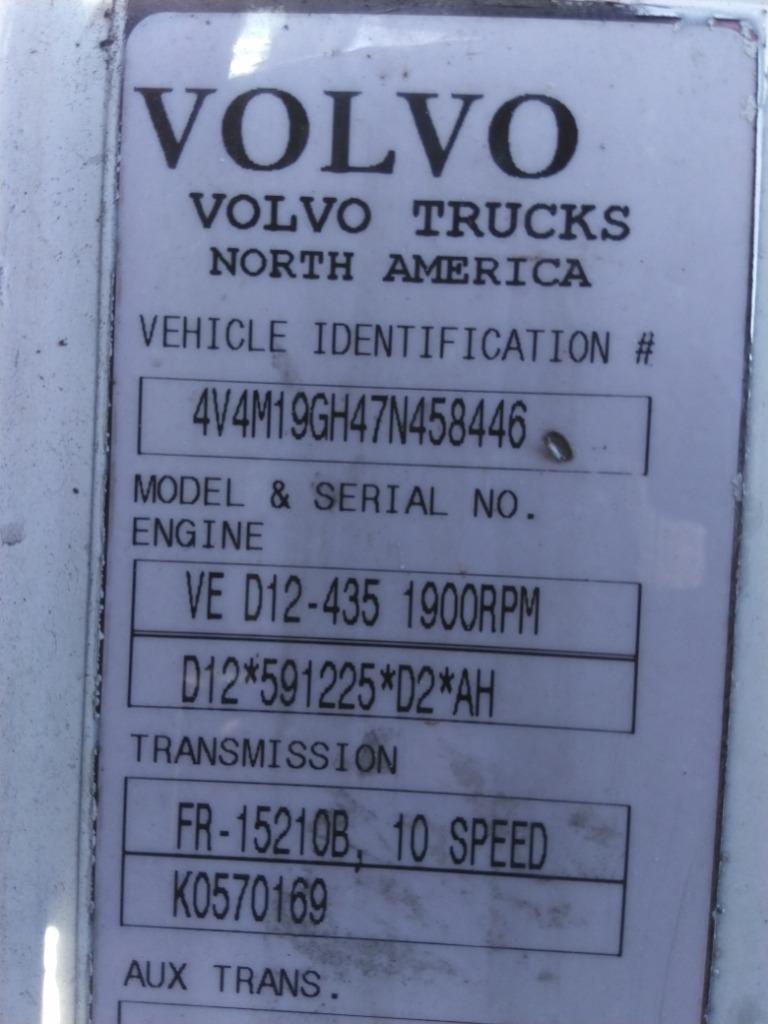 VOLVO
VOLVO TRUCKS
NORTH AMERICA
VEHICLE IDENTIFICATION #
4V4M19GH47N458446
MODEL & SERIAL NO.
ENGINE
VE D12-435 1900RPM
D12*591225*D2*AH
TRANSMISSION
FR-15210B, 10 SPEED
K0570169
AUX TRANS.